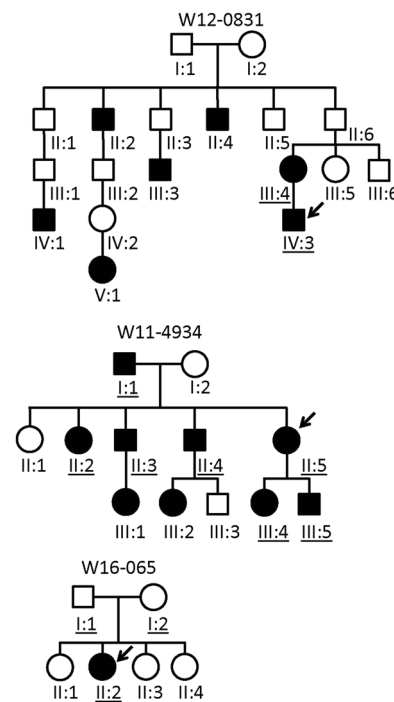 W12-0831
I:1 I:2
II:1 II:2 II:3 II:4 II:5 II:6
III:1 III:2 III:3 III:4 III:5 III:6
IV:1 IV:2 IV:3
V:1
W11-4934
I:1 I:2
II:1 II:2 II:3 II:4 II:5
III:1 III:2 III:3 III:4 III:5
W16-065
I:1 I:2
II:1 II:2 II:3 II:4